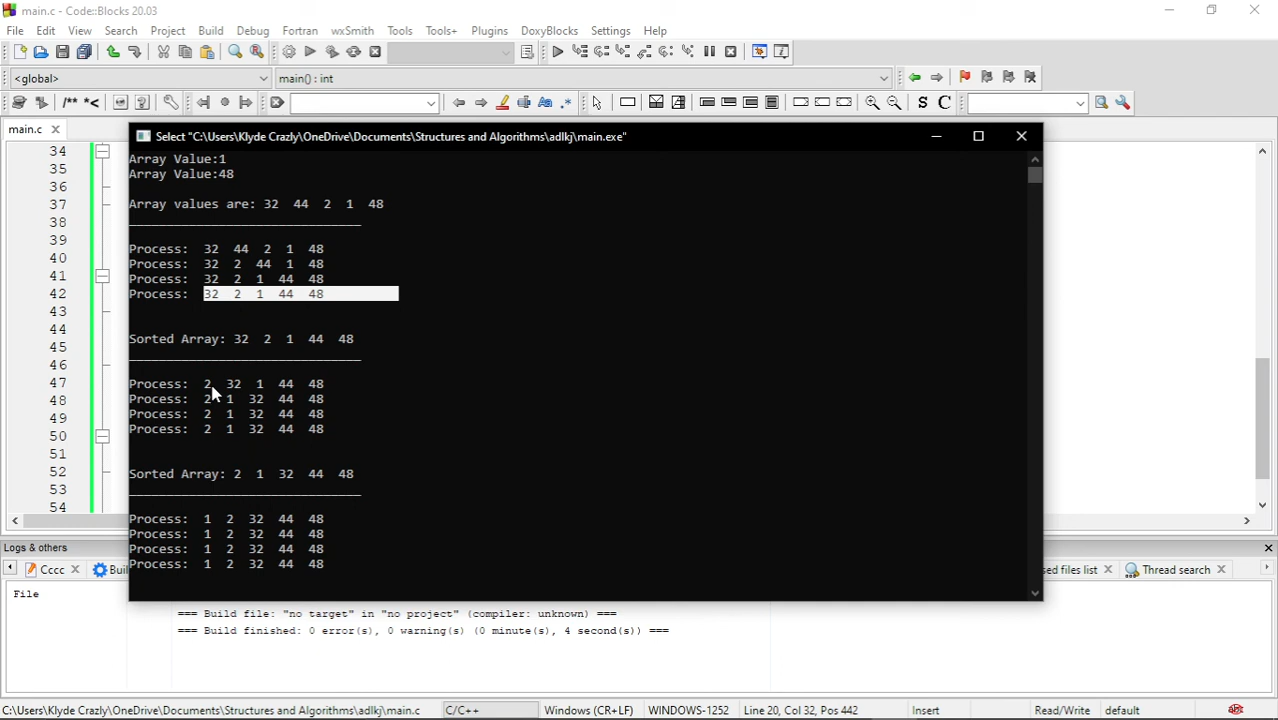 main.c - Code::Blocks 20.03
File Edit View Search Project Build Debug Fortran wxSmith Tools Tools+ Plugins DoxyBlocks Settings Help
<global> main() : int
/** *<
Aa .* S C
main.c
Select "C:\Users\Klyde Crazly\OneDrive\Documents\Structures and Algorithms\adlkj\main.exe"
34
35
36
37
38
39
40
41
42
43
44
45
46
47
48
49
50
51
52
53
54
Array Value:1
Array Value:48
Array values are: 32 44 2 1 48
Process: 32 44 2 1 48
Process: 32 2 44 1 48
Process: 32 2 1 44 48
Process: 32 2 1 44 48
Sorted Array: 32 2 1 44 48
Process: 2 32 1 44 48
Process: 2 1 32 44 48
Process: 2 1 32 44 48
Process: 2 1 32 44 48
Sorted Array: 2 1 32 44 48
Process: 1 2 32 44 48
Process: 1 2 32 44 48
Process: 1 2 32 44 48
Process: 1 2 32 44 48
Logs & others
Cccc files list Thread search
File
=== Build file: "no target" in "no project" (compiler: unknown) ===
=== Build finished: 0 error(s), 0 warning(s) (0 minute(s), 4 second(s)) ===
C:\Users\Klyde Crazly\OneDrive\Documents\Structures and Algorithms\adlkj\main.c C/C++ Windows (CR+LF) WINDOWS-1252 Line 20, Col 32, Pos 442 Insert Read/Write default